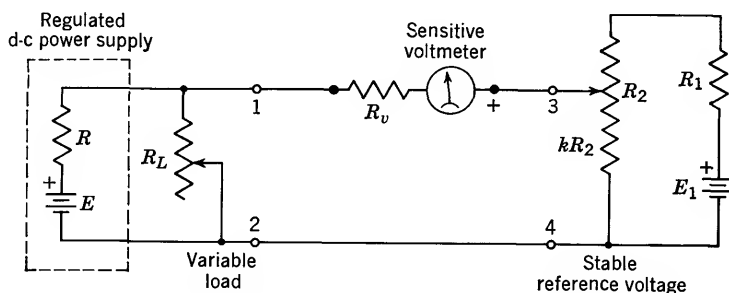 Regulated
d-c power supply
Sensitive
voltmeter
R
+
E
R_L
1
R_v
+
3
R_2
kR_2
R_1
+
E_1
2
4
Variable
load
Stable
reference voltage